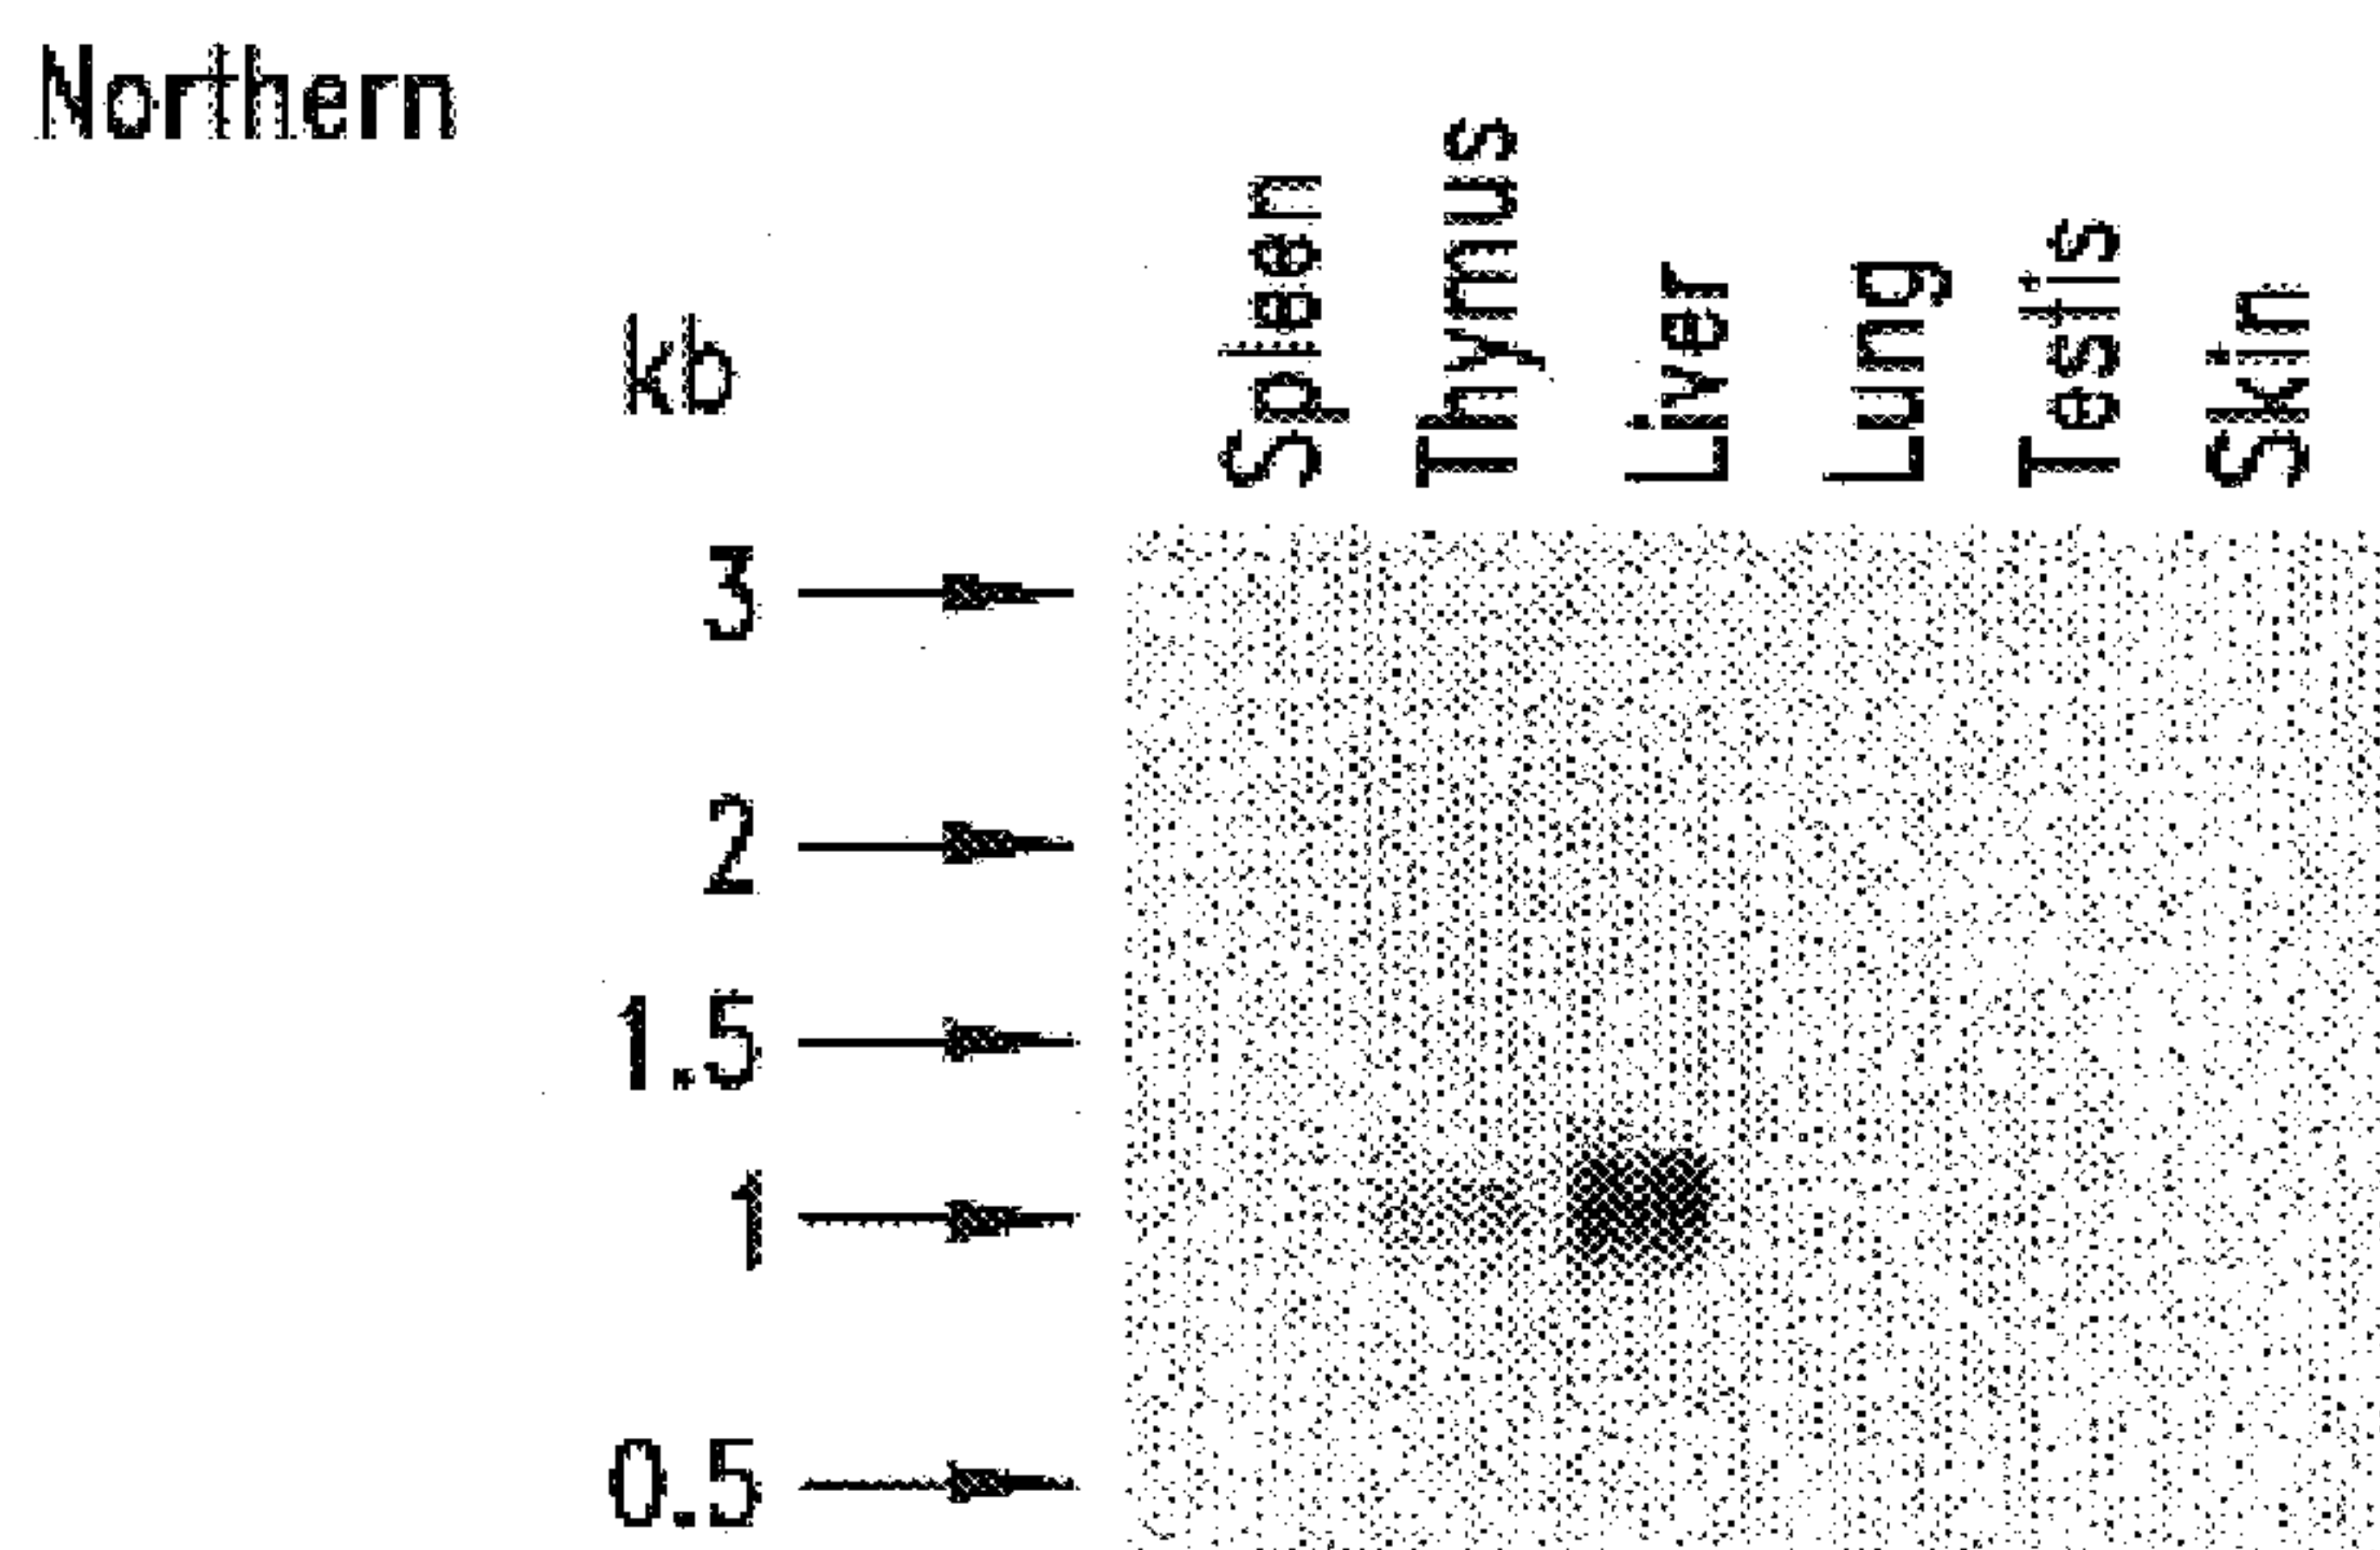 Northern
kb
Spleen
Thymus
Liver
Lung
Testis
Skin
3
2
1.5
1
0.5